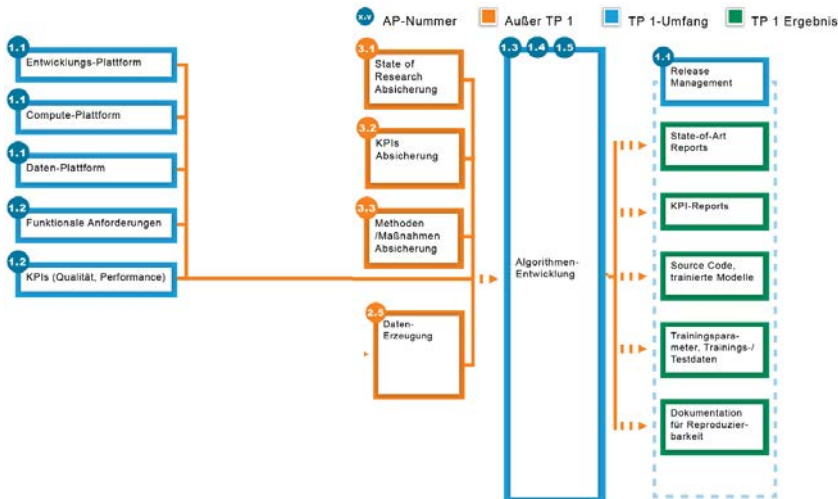 x.v AP-Nummer
Außer TP 1
TP 1-Umfang
TP 1 Ergebnis
1.1
Entwicklungs-Plattform
1.1
Compute-Plattform
1.1
Daten-Plattform
1.2
Funktionale Anforderungen
1.2
KPIs (Qualität, Performance)
3.1
State of
Research
Absicherung
3.2
KPIs
Absicherung
3.3
Methoden
/Maßnahmen
Absicherung
2.5
Daten-
Erzeugung
1.3 1.4 1.5
Algorithmen-
Entwicklung
1.1
Release
Management
State-of-Art
Reports
KPI-Reports
Source Code,
trainierte Modelle
Trainingspara-
meter, Trainings-/
Testdaten
Dokumentation
für Reproduzier-
barkeit